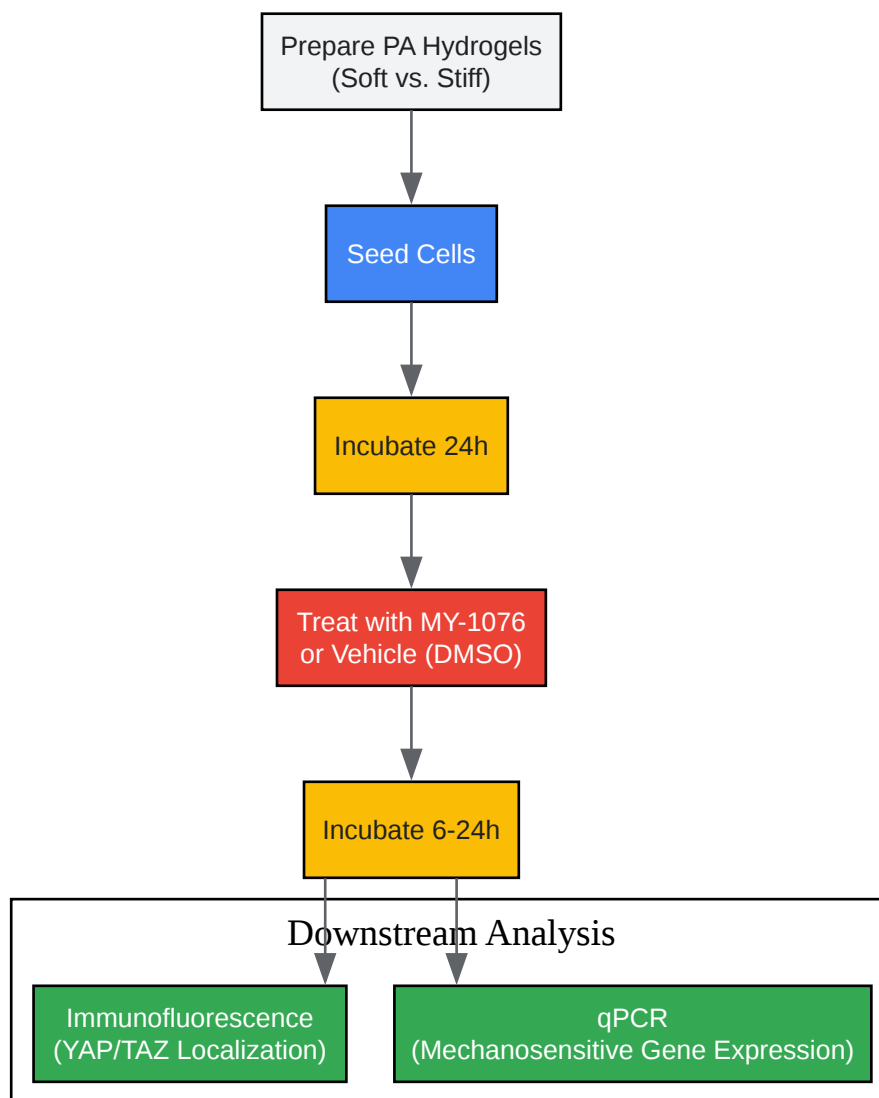 Prepare PA Hydrogels
(Soft vs. Stiff)
Seed Cells
Incubate 24h
Treat with MY-1076
or Vehicle (DMSO)
Incubate 6-24h
Downstream Analysis
Immunofluorescence
(YAP/TAZ Localization)
qPCR
(Mechanosensitive Gene Expression)